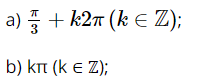 a) π/3 + k2π (k ∈ ℤ);
b) kπ (k ∈ ℤ);